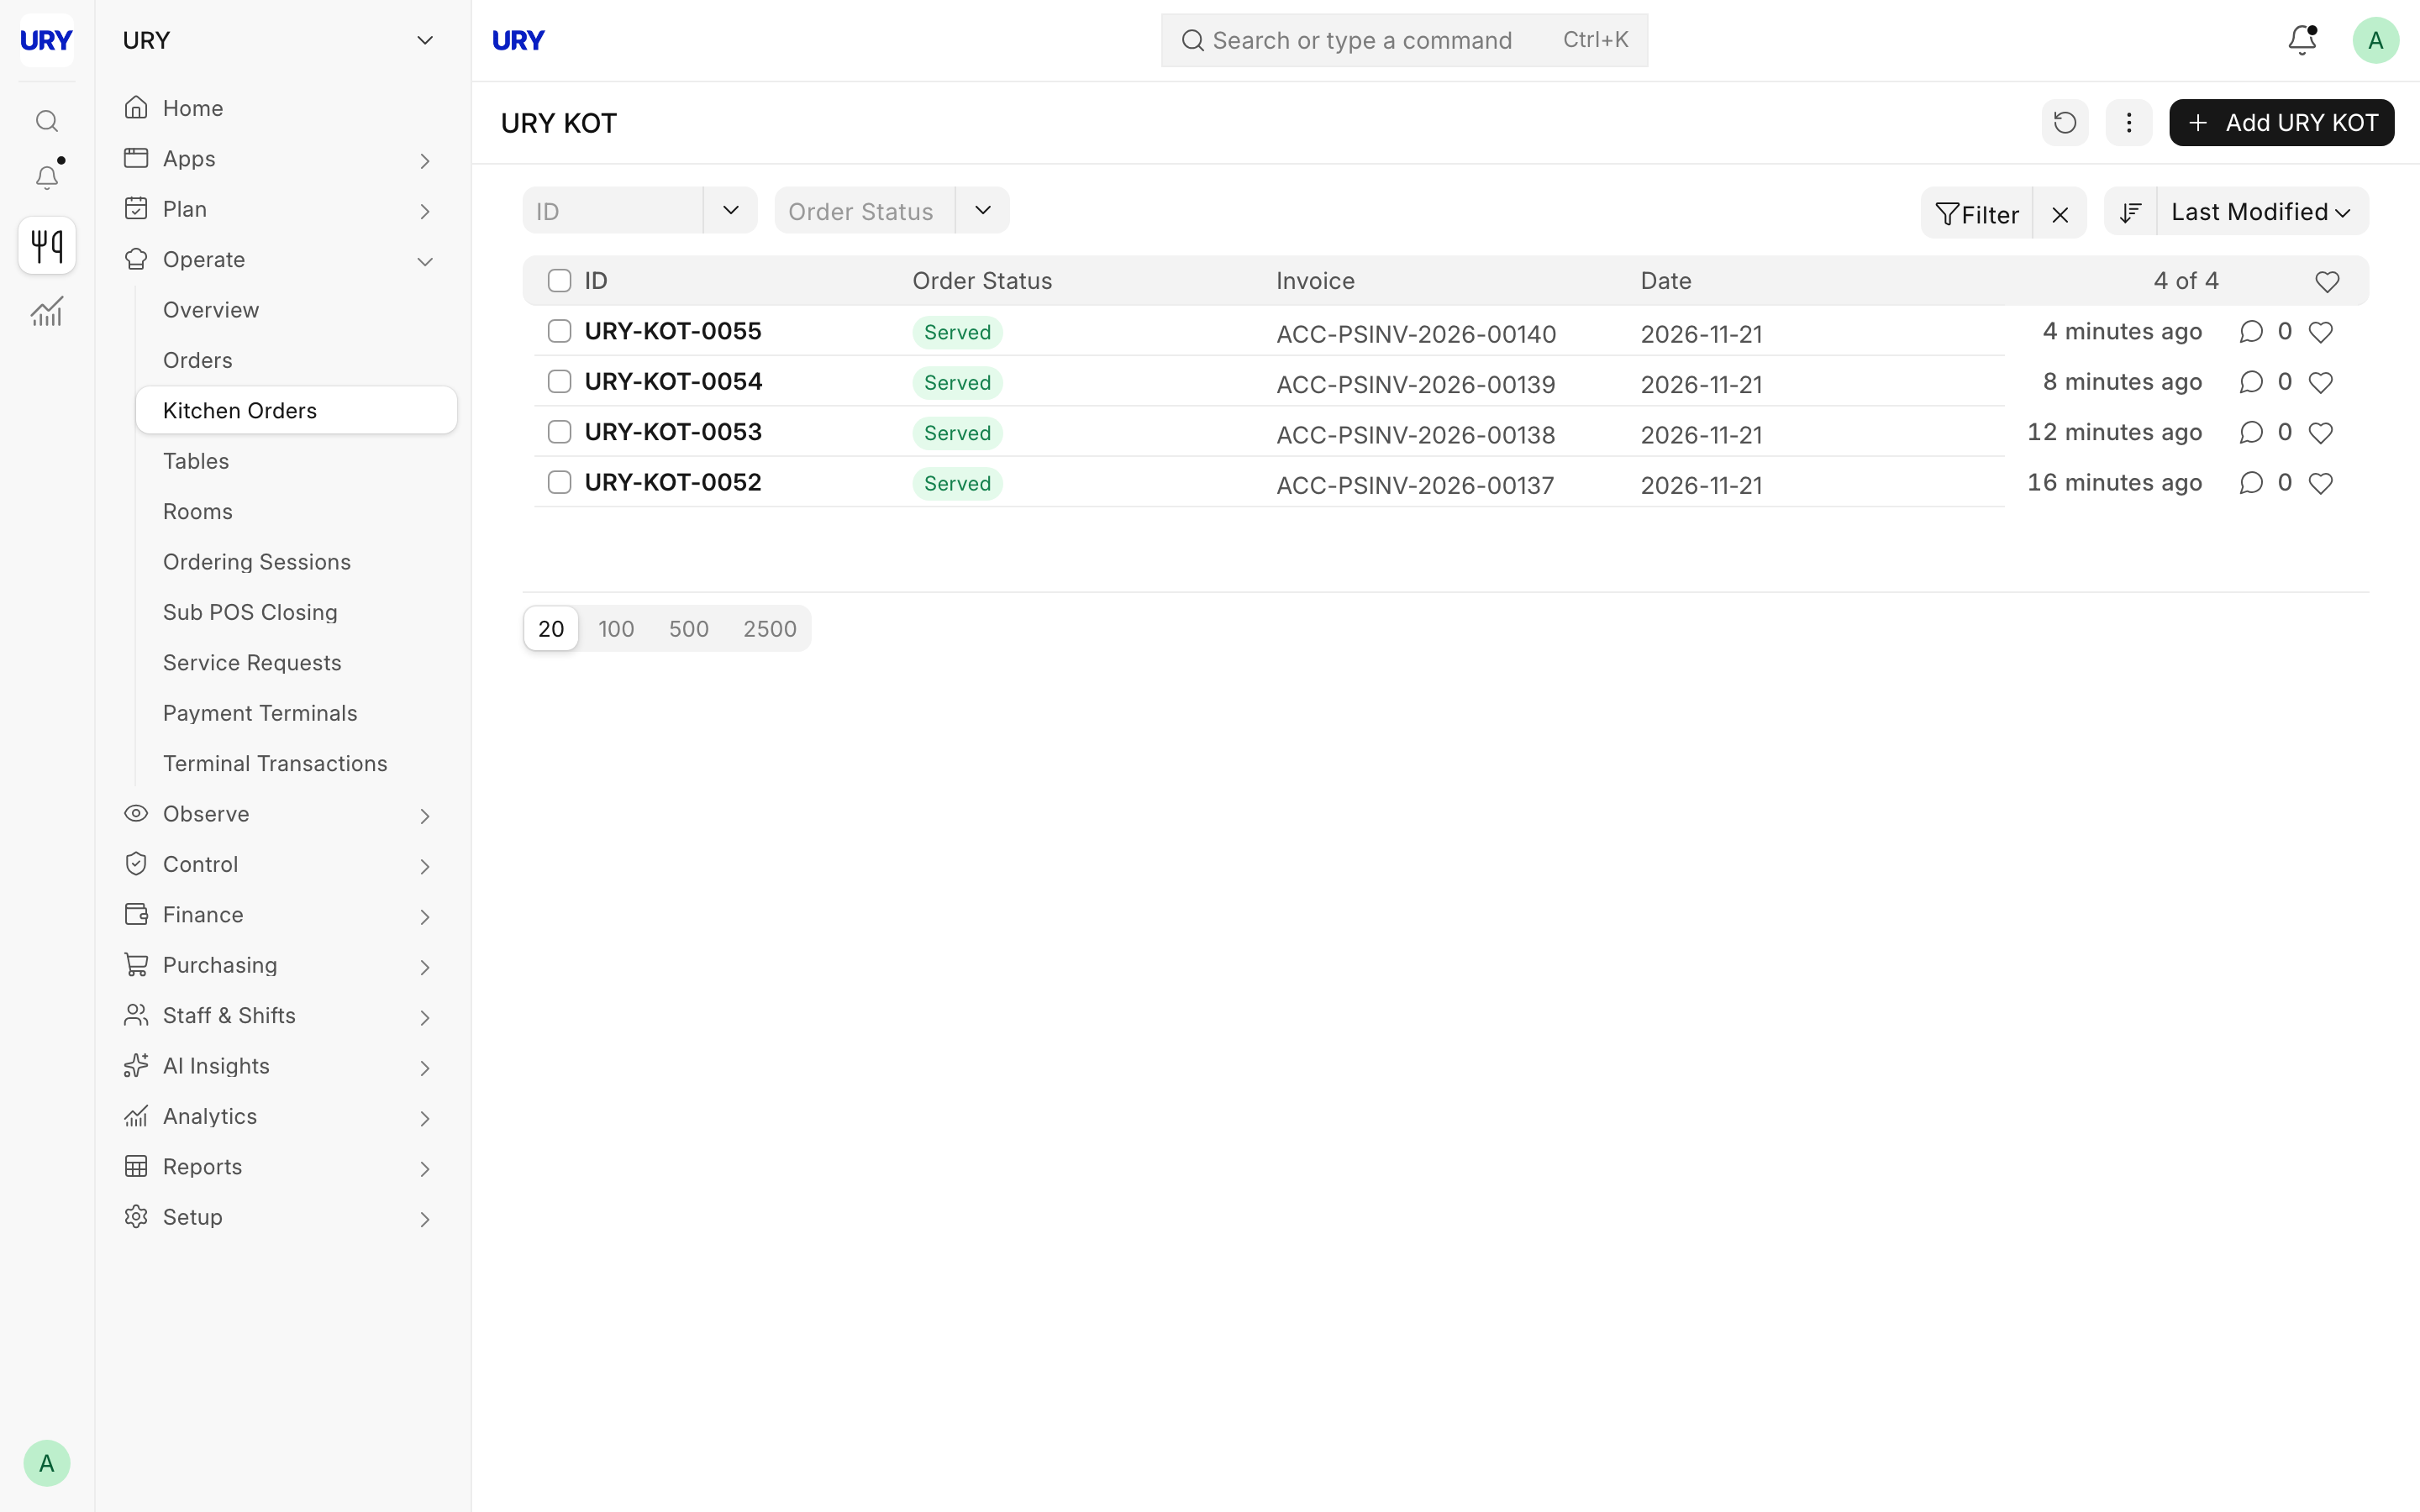 URY
URY
URY
Search or type a command
Ctrl+K
A
Home
Apps
Plan
Operate
Overview
Orders
Kitchen Orders
Tables
Rooms
Ordering Sessions
Sub POS Closing
Service Requests
Payment Terminals
Terminal Transactions
Observe
Control
Finance
Purchasing
Staff & Shifts
AI Insights
Analytics
Reports
Setup
A
URY KOT
Add URY KOT
ID
Order Status
Filter
Last Modified
ID Order Status Invoice Date 4 of 4
URY-KOT-0055 Served ACC-PSINV-2026-00140 2026-11-21 4 minutes ago 0
URY-KOT-0054 Served ACC-PSINV-2026-00139 2026-11-21 8 minutes ago 0
URY-KOT-0053 Served ACC-PSINV-2026-00138 2026-11-21 12 minutes ago 0
URY-KOT-0052 Served ACC-PSINV-2026-00137 2026-11-21 16 minutes ago 0
20 100 500 2500